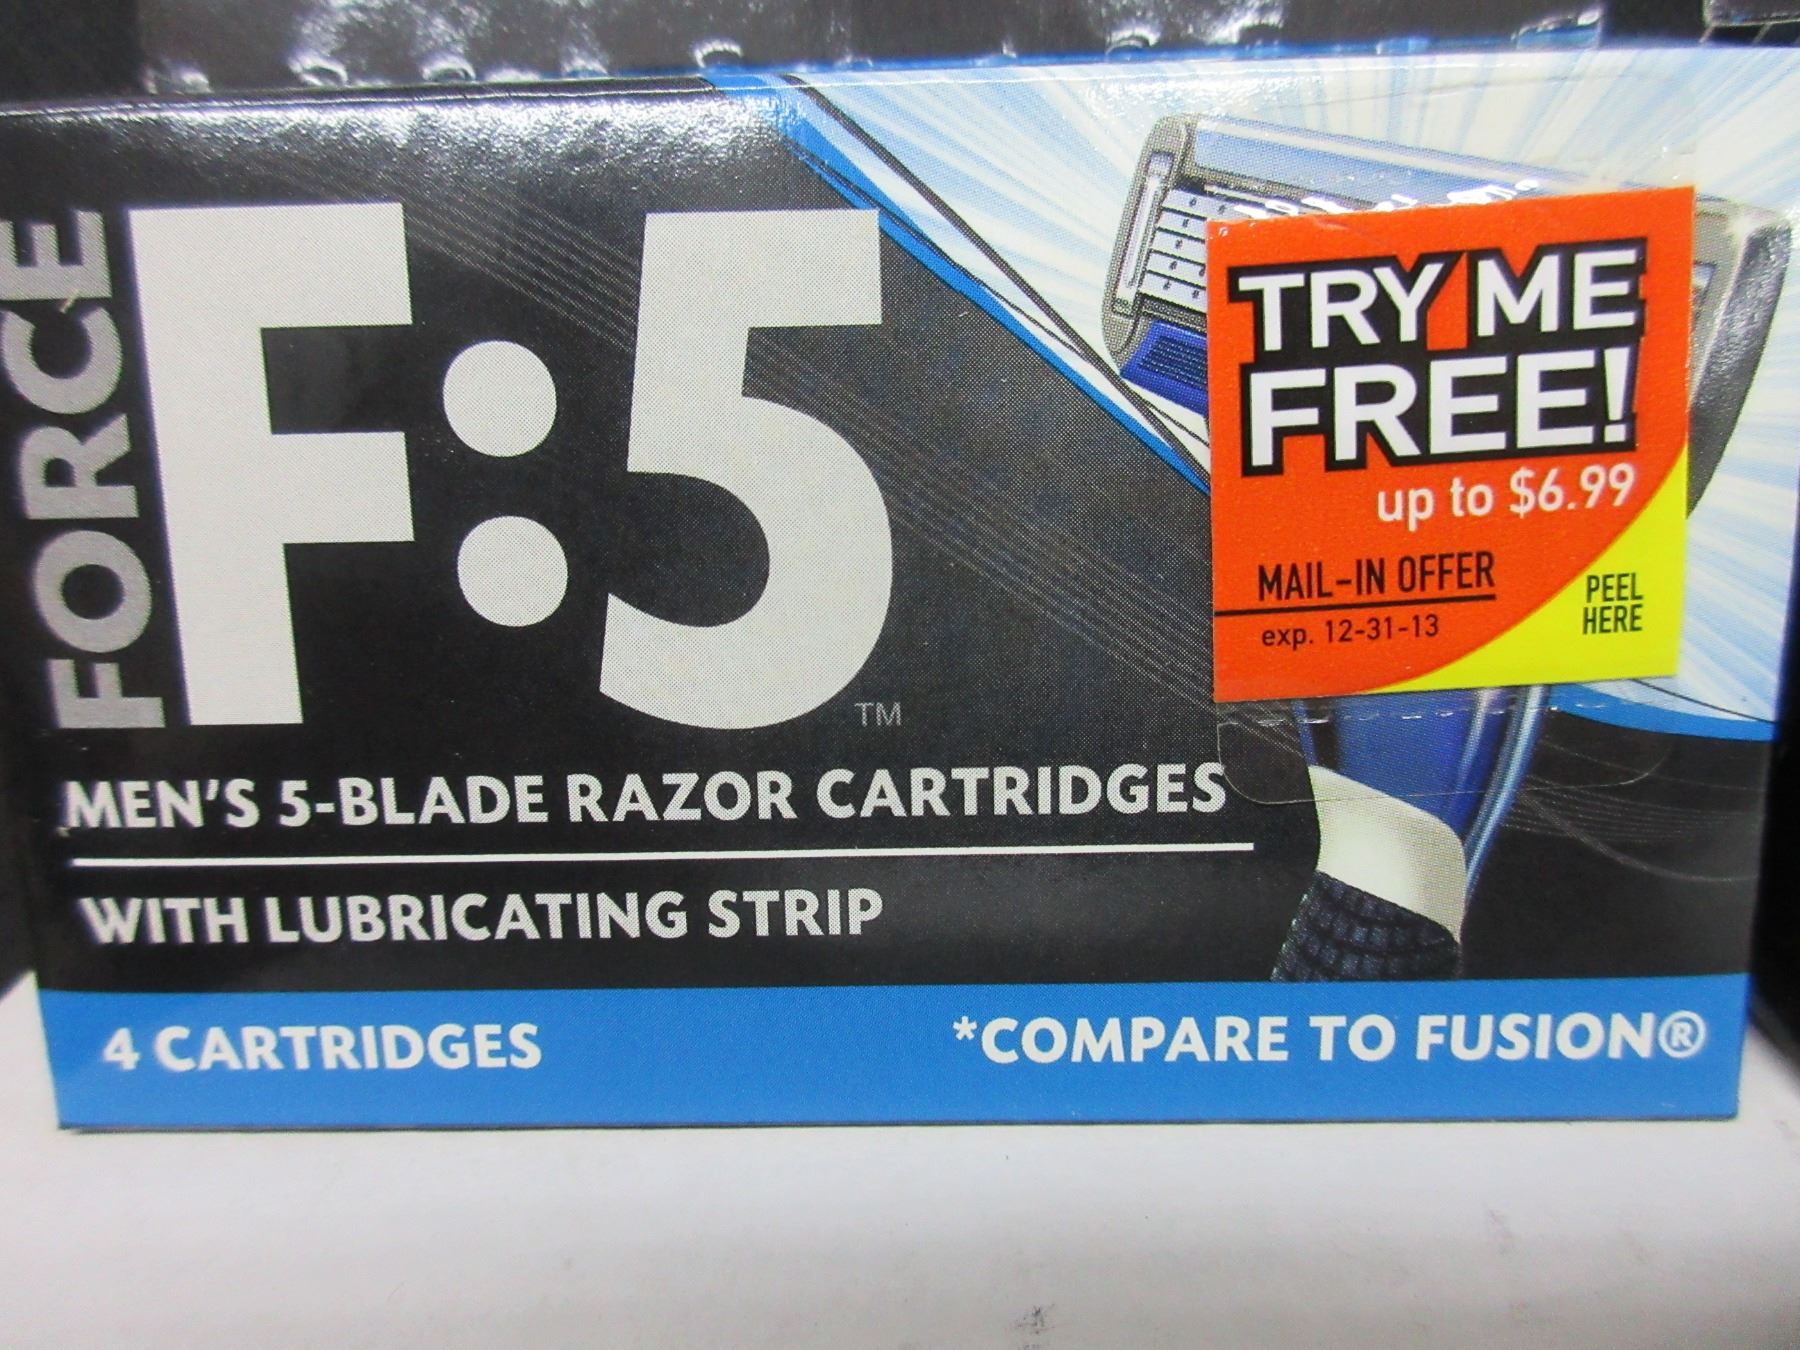 FORCE
F:5
TM
MEN'S 5-BLADE RAZOR CARTRIDGES
WITH LUBRICATING STRIP
4 CARTRIDGES
*COMPARE TO FUSION®
TRY ME
FREE!
up to $6.99
MAIL-IN OFFER
exp. 12-31-13
PEEL
HERE